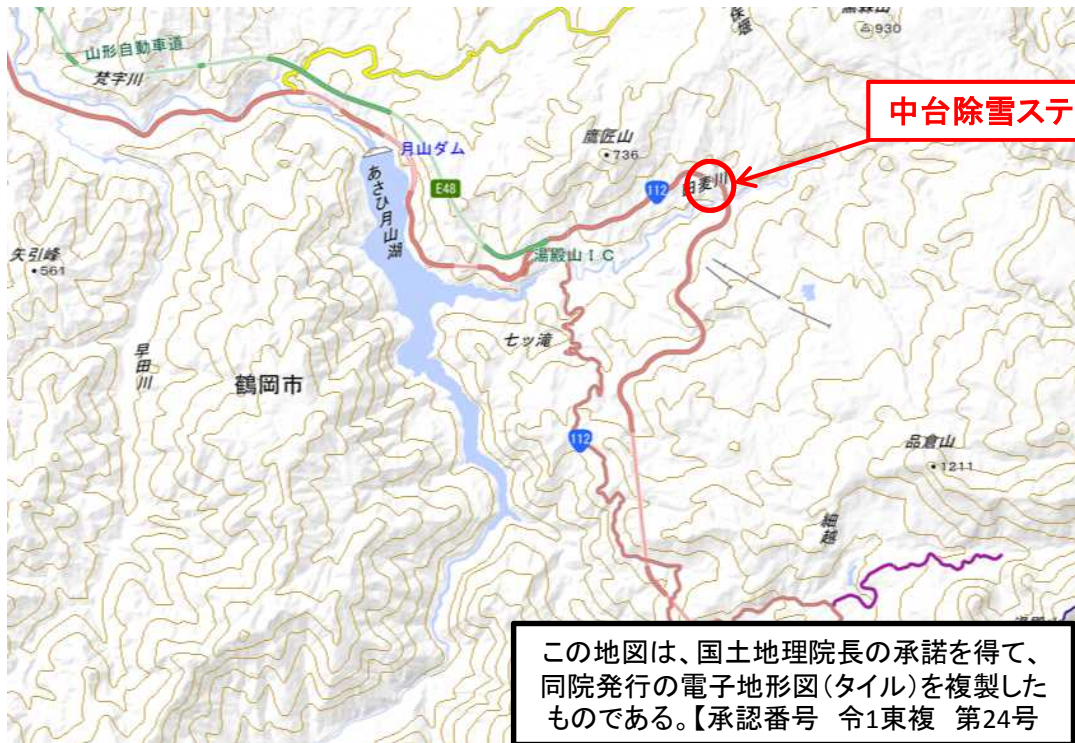 保畑
930
山形自動車道
梵字川
中台除雪ステ
鷹匠山
736
月山ダム
田麦川
E48
112
あさひ月山湖
湯殿山IC
矢引峰
561
七ツ滝
早田川
鶴岡市
112
品倉山
1211
細越
この地図は、国土地理院長の承諾を得て、
同院発行の電子地形図(タイル)を複製した
ものである。【承認番号 令1東複 第24号